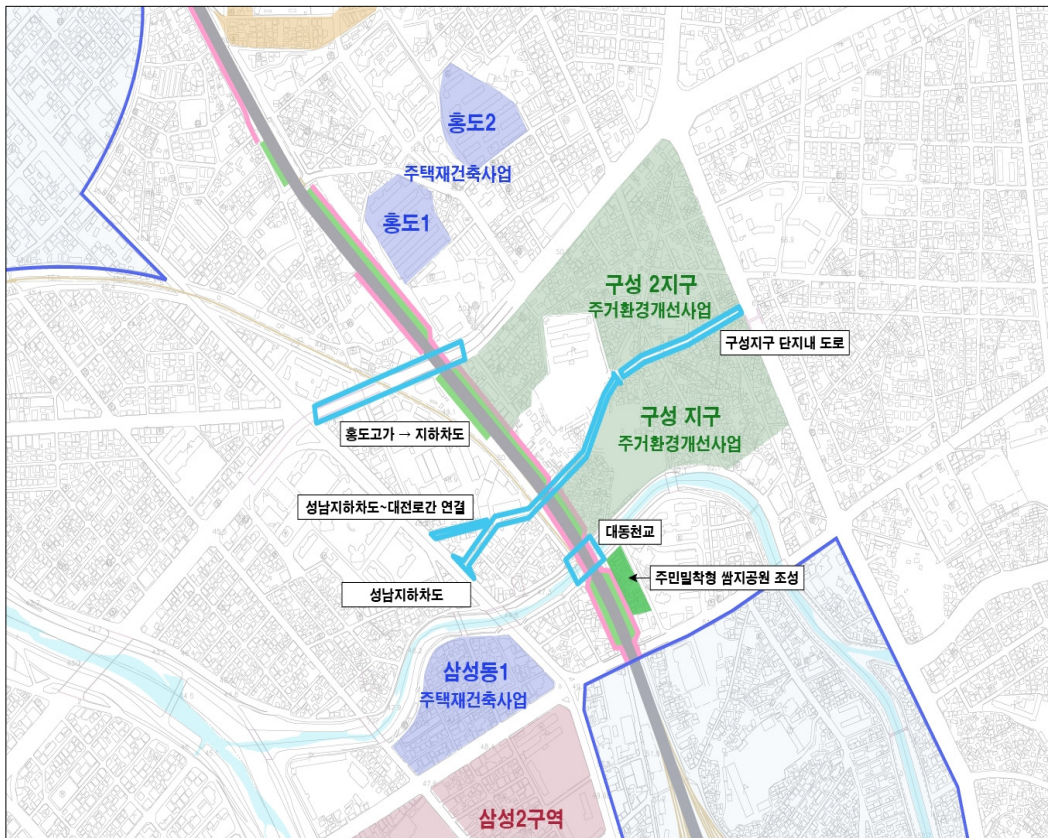 홍도2
주택재건축사업
홍도1
구성 2지구
주거환경개선사업
구성지구 단지내 도로
구성 지구
주거환경개선사업
홍도고가 → 지하차도
성남지하차도~대전로간 연결
대동천교
주민밀착형 쌈지공원 조성
성남지하차도
삼성동1
주택재건축사업
삼성2구역